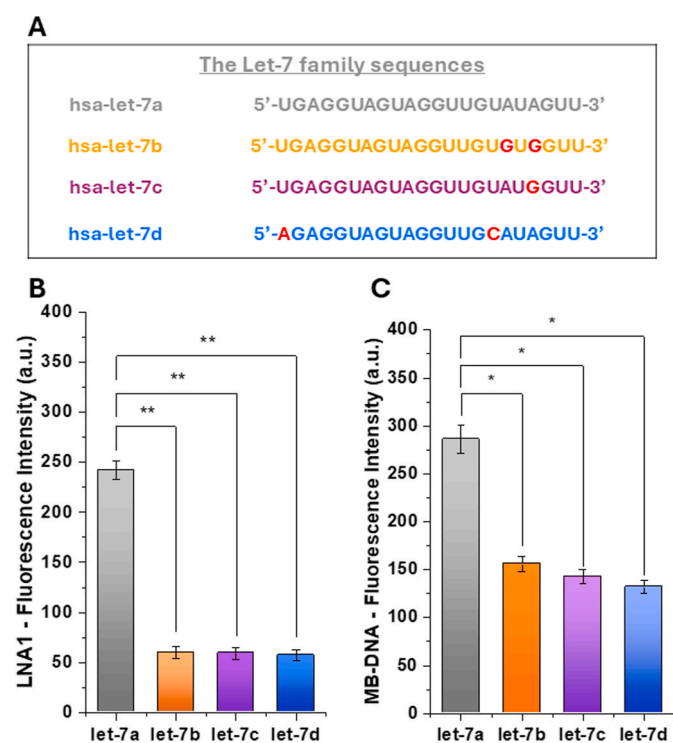 A
The Let-7 family sequences
hsa-let-7a 5’-UGAGGUAGUAGGUUGUAUAGUU-3’
hsa-let-7b 5’-UGAGGUAGUAGGUUGUGUGGUU-3’
hsa-let-7c 5’-UGAGGUAGUAGGUUGUAUGGUU-3’
hsa-let-7d 5’-AGAGGUAGUAGGUUGCAUAGUU-3’
B
LNA1 - Fluorescence Intensity (a.u.)
400
350
300
250
200
150
100
50
0
**
**
**
let-7a let-7b let-7c let-7d
C
MB-DNA - Fluorescence Intensity (a.u.)
400
350
300
250
200
150
100
50
0
*
*
*
let-7a let-7b let-7c let-7d